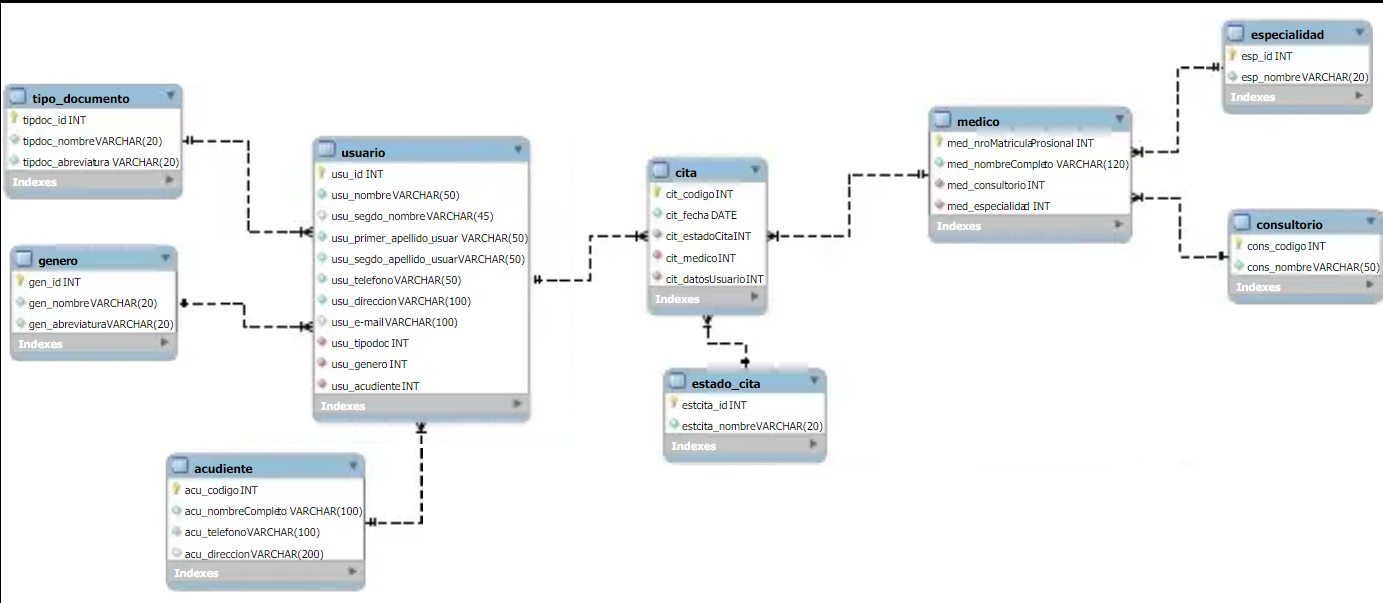 tipo_documento
tipdoc_id INT
tipdoc_nombre VARCHAR(20)
tipdoc_abreviatura VARCHAR(20)
Indexes
genero
gen_id INT
gen_nombre VARCHAR(20)
gen_abreviatura VARCHAR(20)
Indexes
usuario
usu_id INT
usu_nombre VARCHAR(50)
usu_segdo_nombre VARCHAR(45)
usu_primer_apellido_usuar VARCHAR(50)
usu_segdo_apellido_usuar VARCHAR(50)
usu_telefono VARCHAR(50)
usu_direccion VARCHAR(100)
usu_e-mail VARCHAR(100)
usu_tipodoc INT
usu_genero INT
usu_acudiente INT
Indexes
acudiente
acu_codigo INT
acu_nombreCompleto VARCHAR(100)
acu_telefono VARCHAR(100)
acu_direccion VARCHAR(200)
Indexes
cita
cit_codigo INT
cit_fecha DATE
cit_estadoCita INT
cit_medico INT
cit_datosUsuario INT
Indexes
estado_cita
estcita_id INT
estcita_nombre VARCHAR(20)
Indexes
medico
med_nroMatriculaProsional INT
med_nombreCompleto VARCHAR(120)
med_consultorio INT
med_especialidad INT
Indexes
especialidad
esp_id INT
esp_nombre VARCHAR(20)
Indexes
consultorio
cons_codigo INT
cons_nombre VARCHAR(50)
Indexes